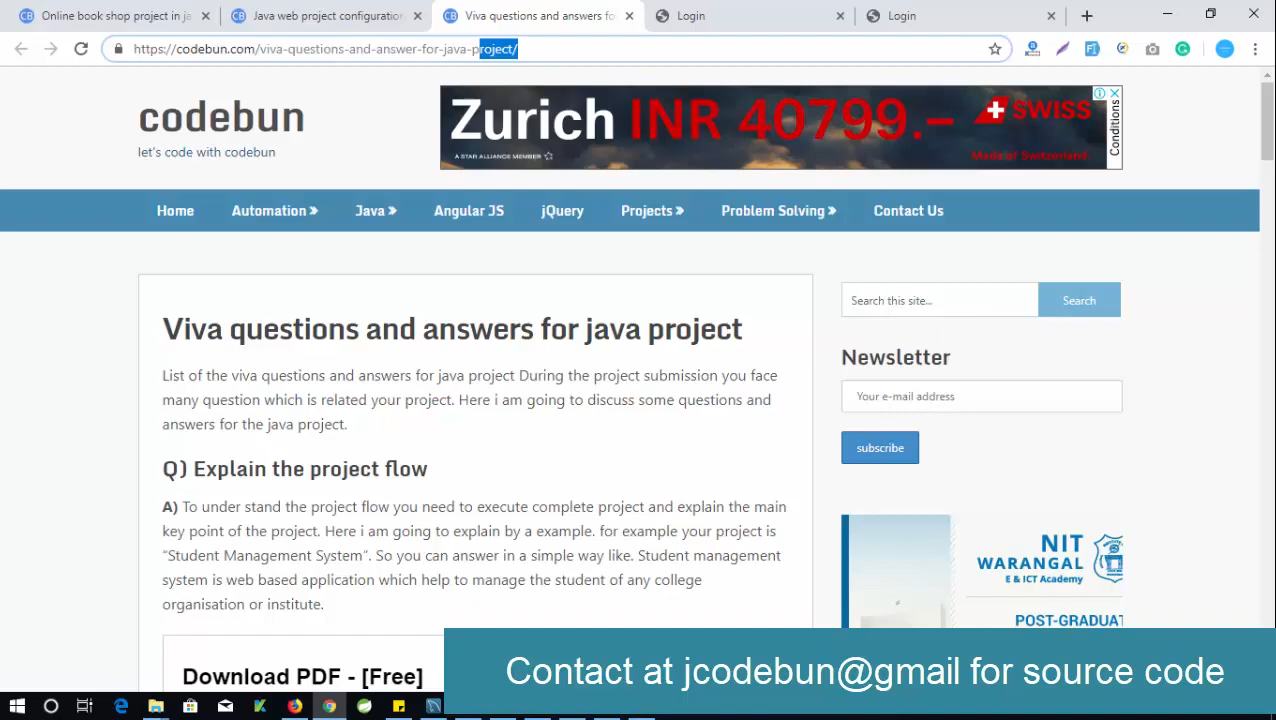 Online book shop project in ja
Java web project configuration
Viva questions and answers fo
Login
Login
https://codebun.com/viva-questions-and-answer-for-java-project/
codebun
let's code with codebun
Zurich INR 40799.–
SWISS
A STAR ALLIANCE MEMBER
Made of Switzerland.
Conditions
Home
Automation »
Java »
Angular JS
jQuery
Projects »
Problem Solving »
Contact Us
Viva questions and answers for java project
List of the viva questions and answers for java project During the project submission you face
many question which is related your project. Here i am going to discuss some questions and
answers for the java project.
Q) Explain the project flow
A) To under stand the project flow you need to execute complete project and explain the main
key point of the project. Here i am going to explain by a example. for example your project is
“Student Management System”. So you can answer in a simple way like. Student management
system is web based application which help to manage the student of any college
organisation or institute.
Download PDF - [Free]
Search this site...
Search
Newsletter
Your e-mail address
subscribe
NIT
WARANGAL
E & ICT Academy
POST-GRADUAT
Contact at jcodebun@gmail for source code